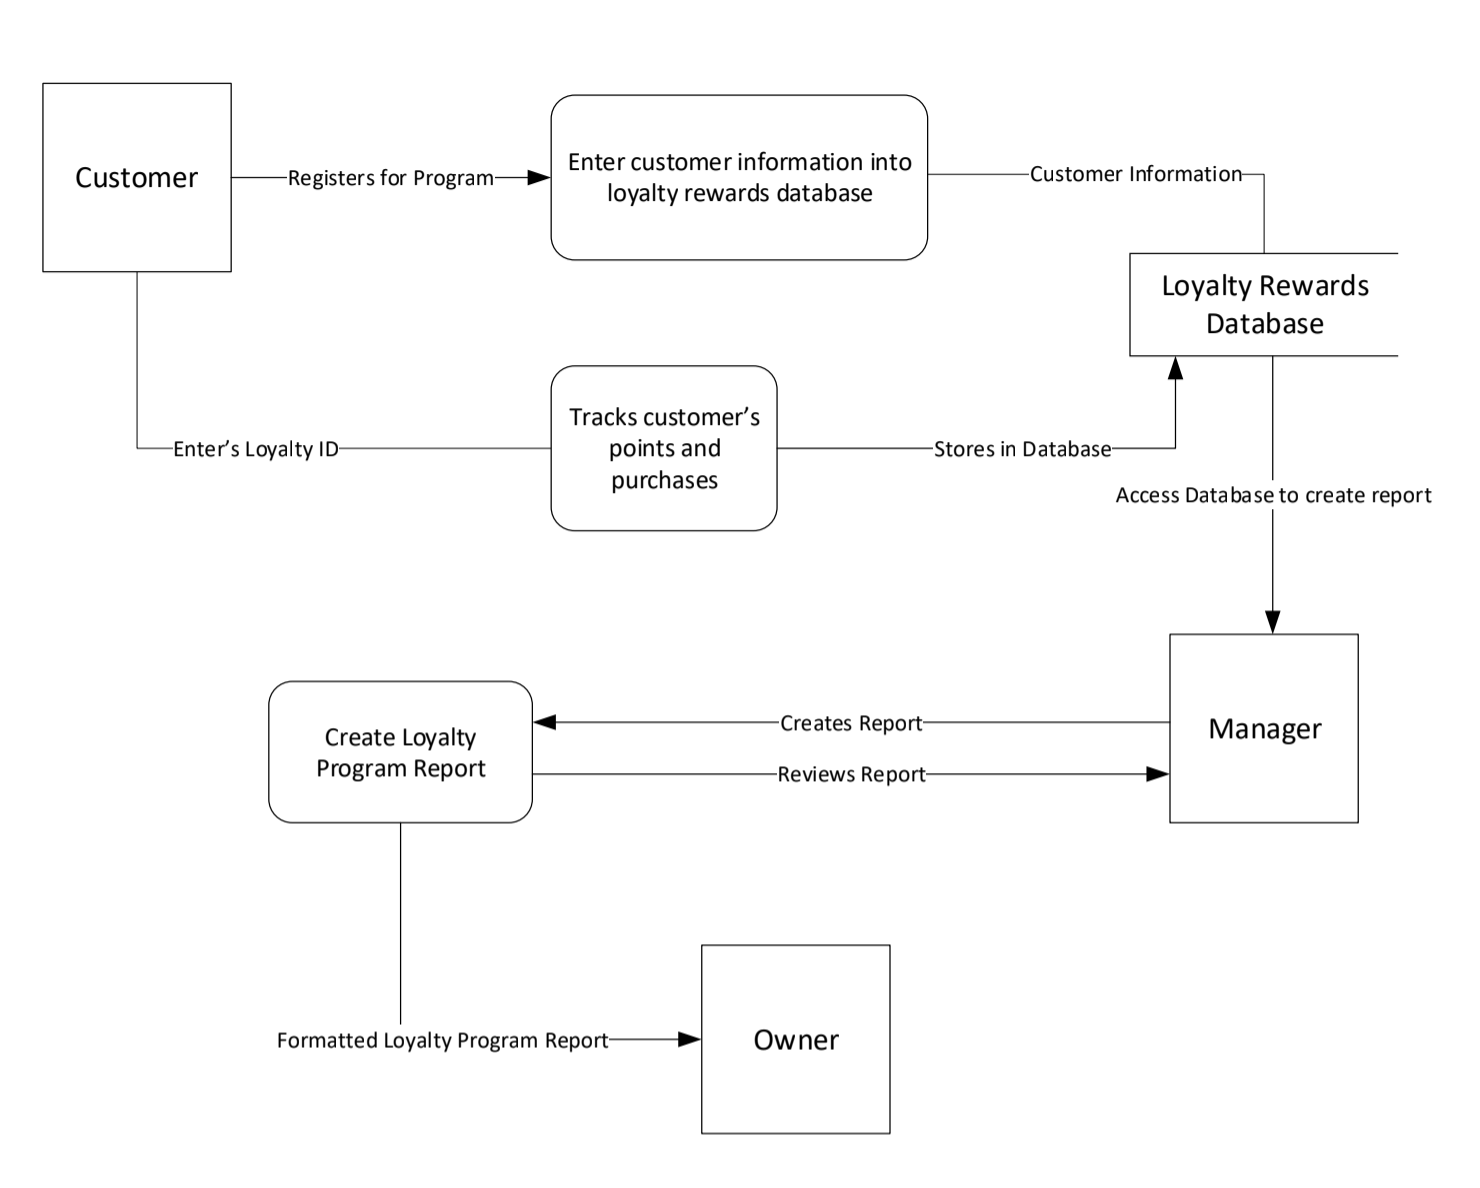 Customer
Registers for Program
Enter customer information into
loyalty rewards database
Customer Information
Loyalty Rewards
Database
Enter’s Loyalty ID
Tracks customer’s
points and
purchases
Stores in Database
Access Database to create report
Create Loyalty
Program Report
Creates Report
Reviews Report
Manager
Formatted Loyalty Program Report
Owner